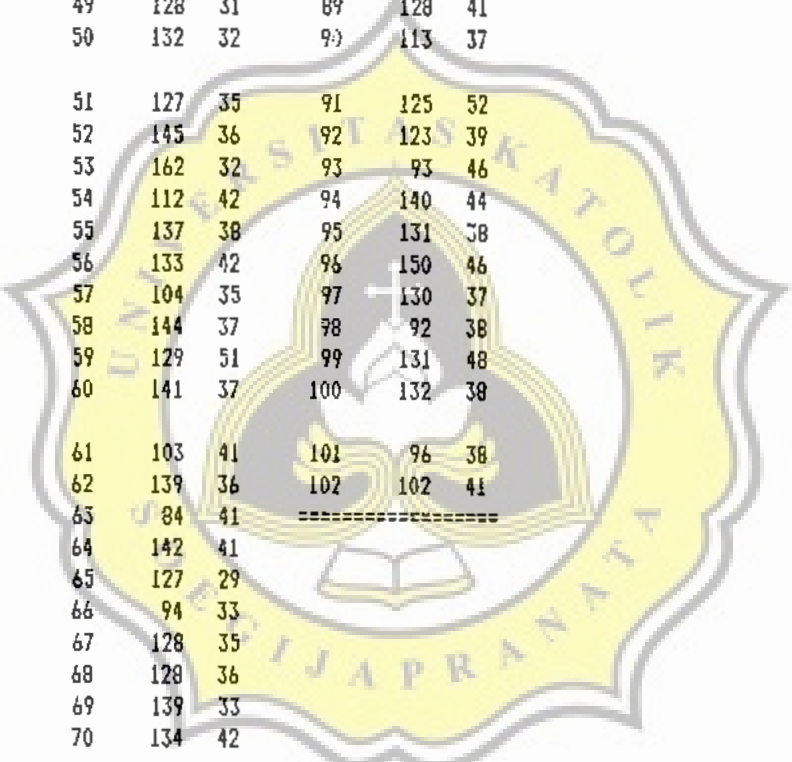 49 128 31 89 128 41
50 132 32 90 113 37
51 127 35 91 125 52
52 145 36 92 123 39
53 162 32 93 93 46
54 112 42 94 140 44
55 137 38 95 131 38
56 133 42 96 150 46
57 104 35 97 130 37
58 144 37 98 92 38
59 129 51 99 131 48
60 141 37 100 132 38
61 103 41 101 96 38
62 139 36 102 102 41
63 84 41 ==================
64 142 41
65 127 29
66 94 33
67 128 35
68 128 36
69 139 33
70 134 42
UNIVERSITAS KATOLIK
SOEGIJAPRANATA